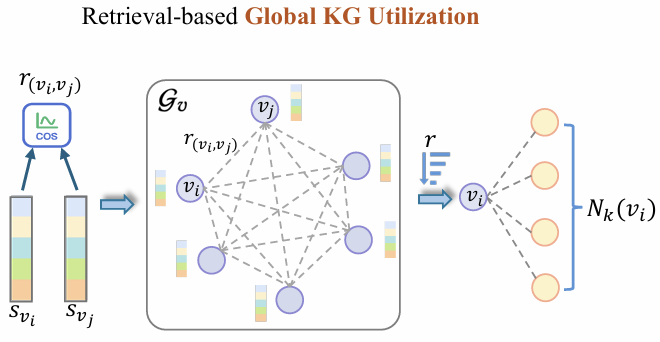 Retrieval-based Global KG Utilization
r(vi,vj)
COS
svi
svj
𝒢v
vj
r(vi,vj)
vi
r
vi
Nk(vi)